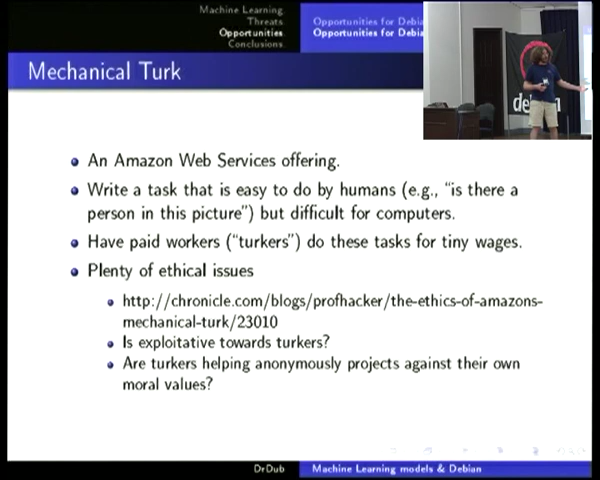 Machine Learning
Threats
Opportunities
Conclusions
Opportunities for Debia
Opportunities for Debia
Mechanical Turk
deb n
An Amazon Web Services offering.
Write a task that is easy to do by humans (e.g., "is there a
person in this picture") but difficult for computers.
Have paid workers ("turkers") do these tasks for tiny wages.
Plenty of ethical issues
http://chronicle.com/blogs/profhacker/the-ethics-of-amazons-
mechanical-turk/23010
Is exploitative towards turkers?
Are turkers helping anonymously projects against their own
moral values?
DrDub
Machine Learning models & Debian